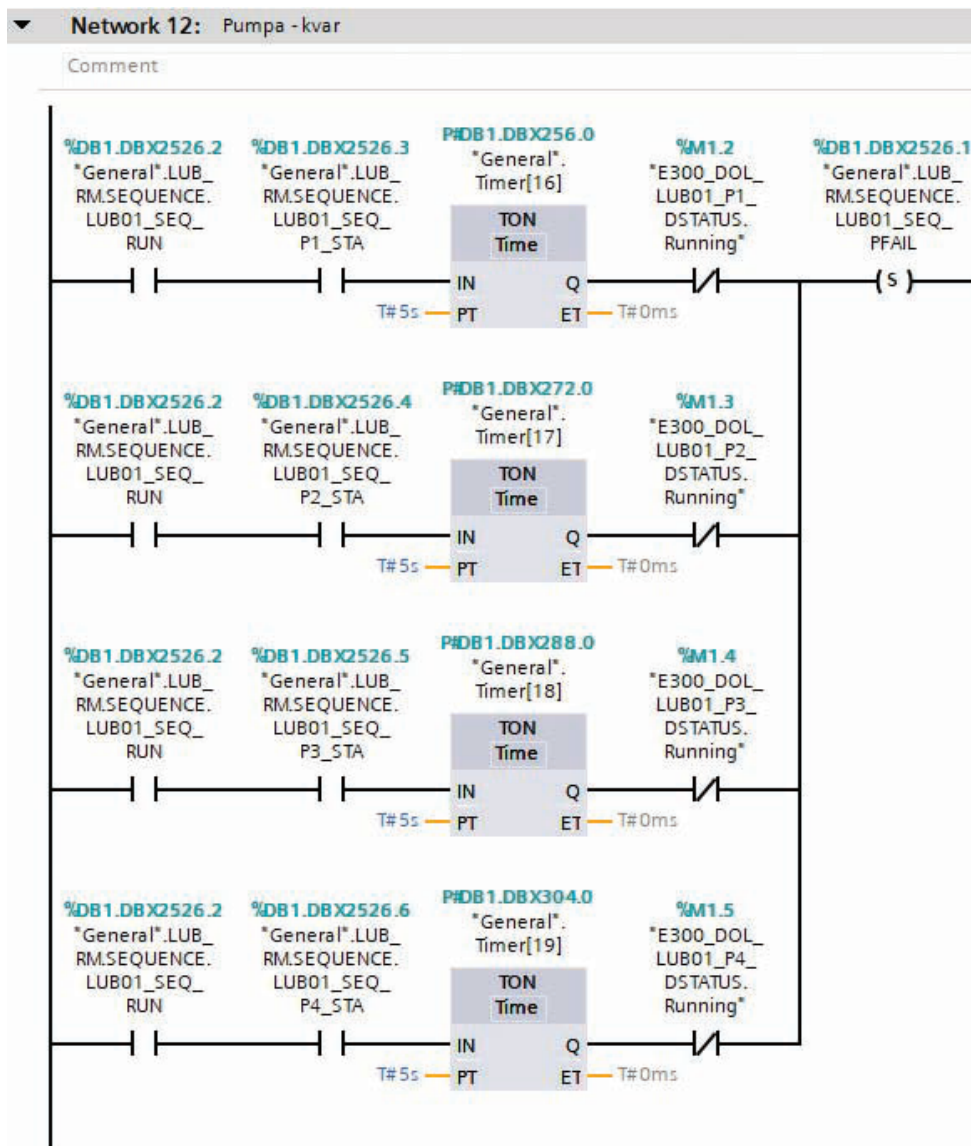 Network 12: Pumpa - kvar
Comment
%DB1.DBX2526.2
"General".LUB_
RM.SEQUENCE.
LUB01_SEQ_
RUN
%DB1.DBX2526.3
"General".LUB_
RM.SEQUENCE.
LUB01_SEQ_
P1_STA
P#DB1.DBX256.0
"General".
Timer[16]
TON
Time
IN Q
T#5s PT ET T#0ms
%M1.2
"E300_DOL_
LUB01_P1_
DSTATUS.
Running"
%DB1.DBX2526.1
"General".LUB_
RM.SEQUENCE.
LUB01_SEQ_
PFAIL
S
%DB1.DBX2526.2
"General".LUB_
RM.SEQUENCE.
LUB01_SEQ_
RUN
%DB1.DBX2526.4
"General".LUB_
RM.SEQUENCE.
LUB01_SEQ_
P2_STA
P#DB1.DBX272.0
"General".
Timer[17]
TON
Time
IN Q
T#5s PT ET T#0ms
%M1.3
"E300_DOL_
LUB01_P2_
DSTATUS.
Running"
%DB1.DBX2526.2
"General".LUB_
RM.SEQUENCE.
LUB01_SEQ_
RUN
%DB1.DBX2526.5
"General".LUB_
RM.SEQUENCE.
LUB01_SEQ_
P3_STA
P#DB1.DBX288.0
"General".
Timer[18]
TON
Time
IN Q
T#5s PT ET T#0ms
%M1.4
"E300_DOL_
LUB01_P3_
DSTATUS.
Running"
%DB1.DBX2526.2
"General".LUB_
RM.SEQUENCE.
LUB01_SEQ_
RUN
%DB1.DBX2526.6
"General".LUB_
RM.SEQUENCE.
LUB01_SEQ_
P4_STA
P#DB1.DBX304.0
"General".
Timer[19]
TON
Time
IN Q
T#5s PT ET T#0ms
%M1.5
"E300_DOL_
LUB01_P4_
DSTATUS.
Running"